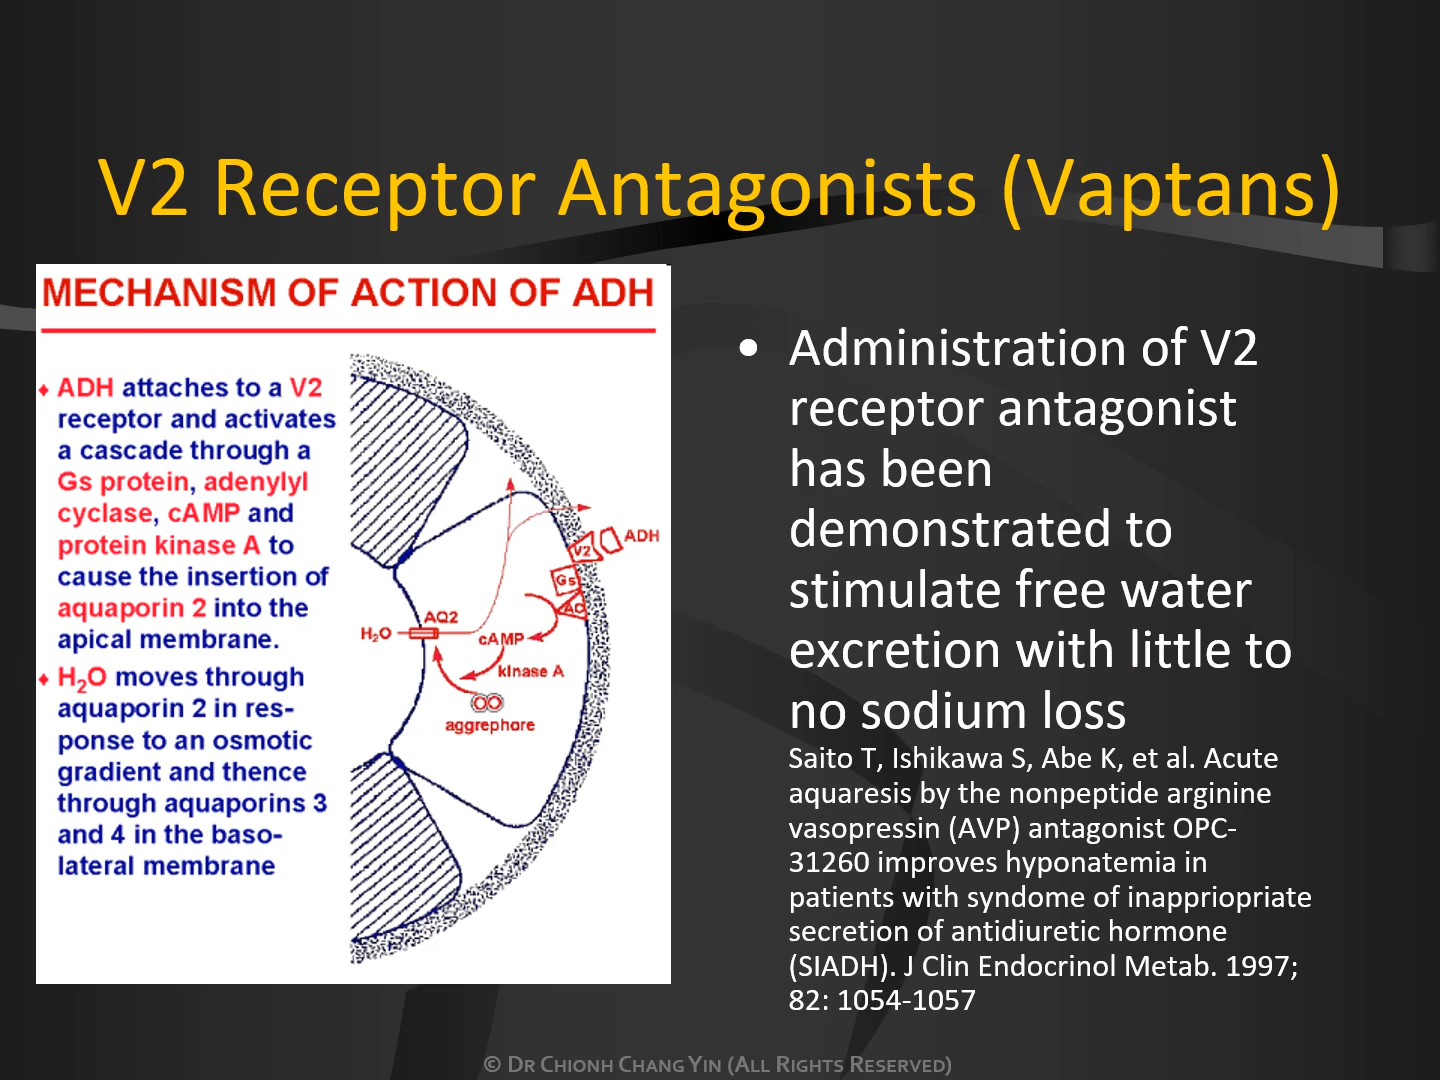 V2 Receptor Antagonists (Vaptans)
MECHANISM OF ACTION OF ADH
♦ ADH attaches to a V2
receptor and activates
a cascade through a
Gs protein, adenylyl
cyclase, cAMP and
protein kinase A to
cause the insertion of
aquaporin 2 into the
apical membrane.
♦ H₂O moves through
aquaporin 2 in res-
ponse to an osmotic
gradient and thence
through aquaporins 3
and 4 in the baso-
lateral membrane
ADH
V2
Gs
AC
AQ2
H₂O
cAMP
kinase A
aggrephore
• Administration of V2
receptor antagonist
has been
demonstrated to
stimulate free water
excretion with little to
no sodium loss
Saito T, Ishikawa S, Abe K, et al. Acute
aquaresis by the nonpeptide arginine
vasopressin (AVP) antagonist OPC-
31260 improves hyponatemia in
patients with syndome of inappriopriate
secretion of antidiuretic hormone
(SIADH). J Clin Endocrinol Metab. 1997;
82: 1054-1057
© DR CHIONH CHANG YIN (ALL RIGHTS RESERVED)